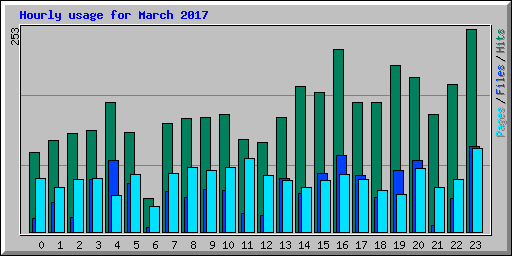 Hourly usage for March 2017
253
Pages / Files / Hits
0 1 2 3 4 5 6 7 8 9 10 11 12 13 14 15 16 17 18 19 20 21 22 23